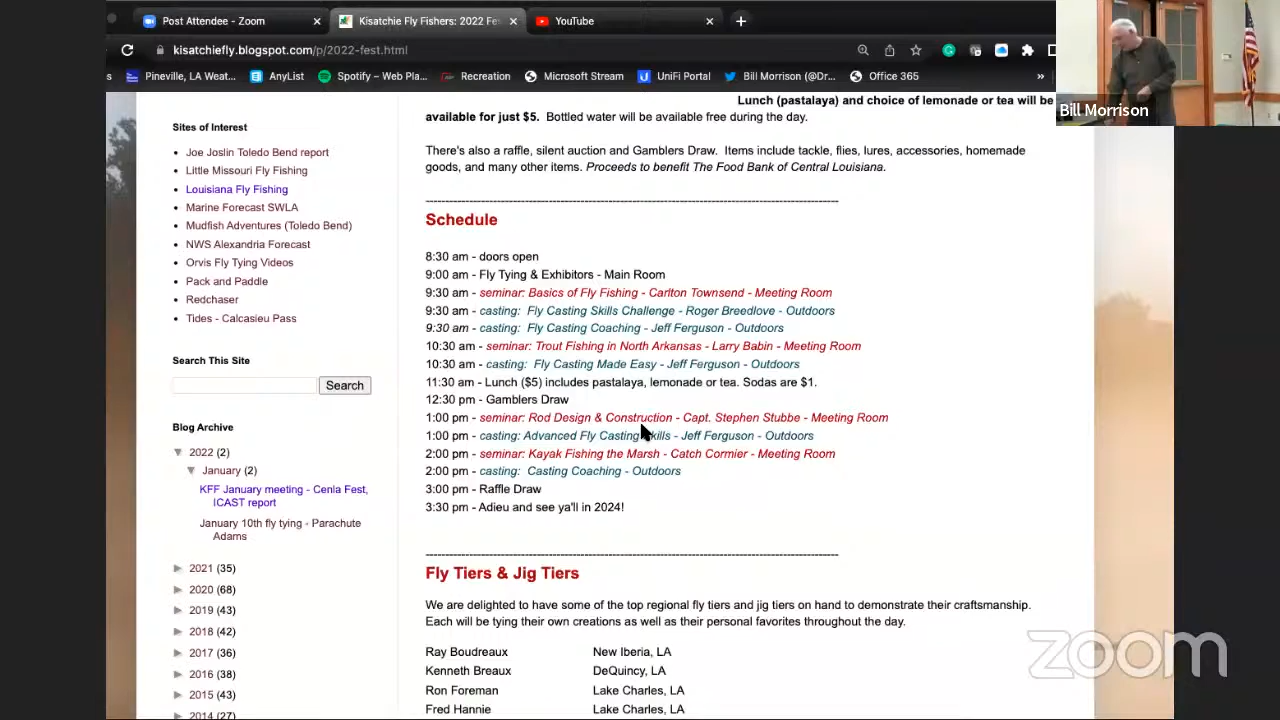 Post Attendee - Zoom
Kisatchie Fly Fishers: 2022 Fes
YouTube
kisatchiefly.blogspot.com/p/2022-fest.html
s
Pineville, LA Weat...
AnyList
Spotify – Web Pla...
Recreation
Microsoft Stream
UniFi Portal
Bill Morrison (@Dr...
Office 365
»
Bill Morrison
Lunch (pastalaya) and choice of lemonade or tea will be
available for just $5. Bottled water will be available free during the day.
There's also a raffle, silent auction and Gamblers Draw. Items include tackle, flies, lures, accessories, homemade
goods, and many other items. Proceeds to benefit The Food Bank of Central Louisiana.
Sites of Interest
Joe Joslin Toledo Bend report
Little Missouri Fly Fishing
Louisiana Fly Fishing
Marine Forecast SWLA
Mudfish Adventures (Toledo Bend)
NWS Alexandria Forecast
Orvis Fly Tying Videos
Pack and Paddle
Redchaser
Tides - Calcasieu Pass
Search This Site
Search
Blog Archive
▼ 2022 (2)
▼ January (2)
KFF January meeting - Cenla Fest,
ICAST report
January 10th fly tying - Parachute
Adams
► 2021 (35)
► 2020 (68)
► 2019 (43)
► 2018 (42)
► 2017 (36)
► 2016 (38)
► 2015 (43)
► 2014 (27)
Schedule
8:30 am - doors open
9:00 am - Fly Tying & Exhibitors - Main Room
9:30 am - seminar: Basics of Fly Fishing - Carlton Townsend - Meeting Room
9:30 am - casting: Fly Casting Skills Challenge - Roger Breedlove - Outdoors
9:30 am - casting: Fly Casting Coaching - Jeff Ferguson - Outdoors
10:30 am - seminar: Trout Fishing in North Arkansas - Larry Babin - Meeting Room
10:30 am - casting: Fly Casting Made Easy - Jeff Ferguson - Outdoors
11:30 am - Lunch ($5) includes pastalaya, lemonade or tea. Sodas are $1.
12:30 pm - Gamblers Draw
1:00 pm - seminar: Rod Design & Construction - Capt. Stephen Stubbe - Meeting Room
1:00 pm - casting: Advanced Fly Casting Skills - Jeff Ferguson - Outdoors
2:00 pm - seminar: Kayak Fishing the Marsh - Catch Cormier - Meeting Room
2:00 pm - casting: Casting Coaching - Outdoors
3:00 pm - Raffle Draw
3:30 pm - Adieu and see ya'll in 2024!
Fly Tiers & Jig Tiers
We are delighted to have some of the top regional fly tiers and jig tiers on hand to demonstrate their craftsmanship.
Each will be tying their own creations as well as their personal favorites throughout the day.
Ray Boudreaux New Iberia, LA
Kenneth Breaux DeQuincy, LA
Ron Foreman Lake Charles, LA
Fred Hannie Lake Charles, LA
zoom